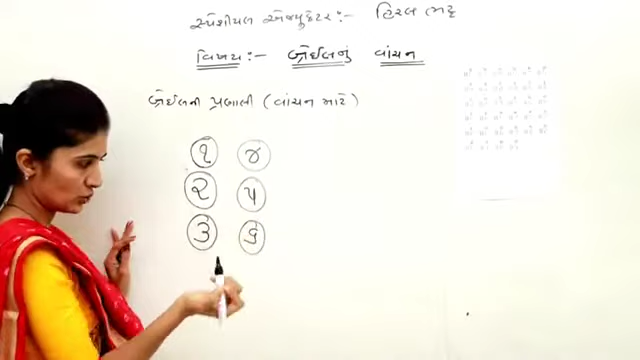 સ્પેશીયલ એજ્યુકેટર:- હિરલ ભટ્ટ
વિષય:- બ્રેઈલનું વાંચન
બ્રેઈલની પ્રણાલી (વાંચન માટે)
૧ ૪
૨ ૫
૩ ૬